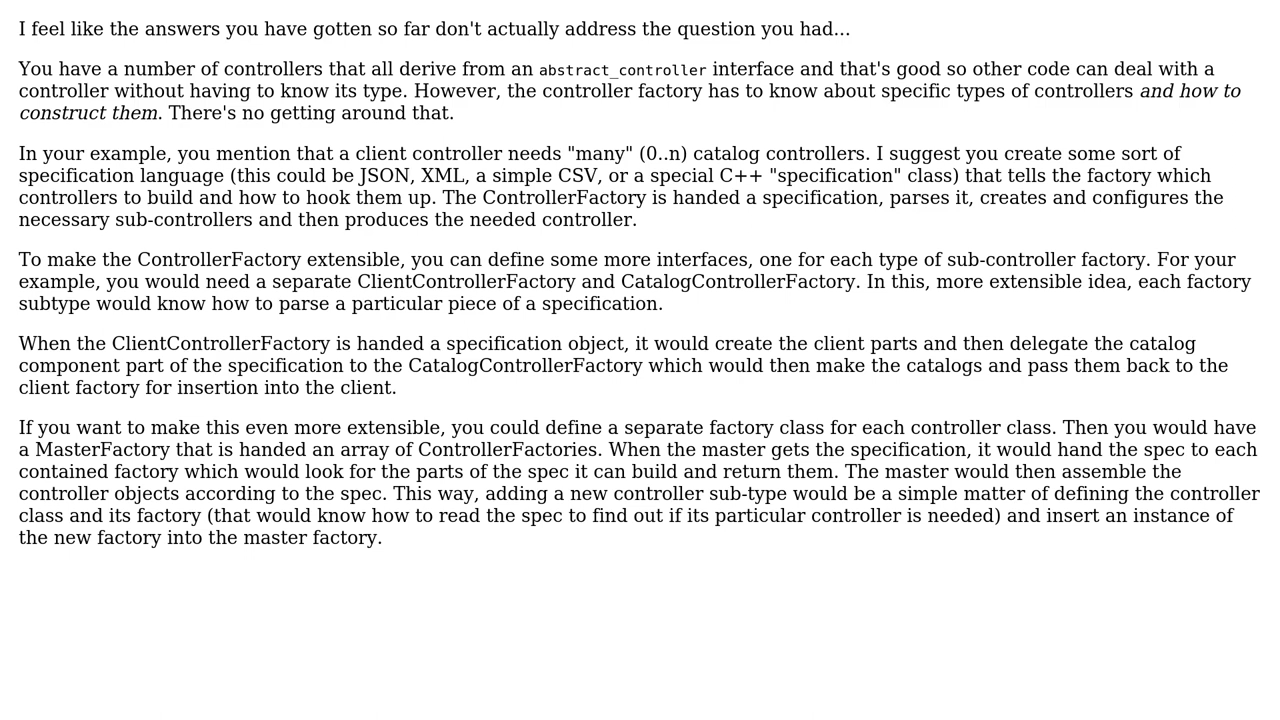 I feel like the answers you have gotten so far don't actually address the question you had...
You have a number of controllers that all derive from an abstract_controller interface and that's good so other code can deal with a
controller without having to know its type. However, the controller factory has to know about specific types of controllers and how to
construct them. There's no getting around that.
In your example, you mention that a client controller needs "many" (0..n) catalog controllers. I suggest you create some sort of
specification language (this could be JSON, XML, a simple CSV, or a special C++ "specification" class) that tells the factory which
controllers to build and how to hook them up. The ControllerFactory is handed a specification, parses it, creates and configures the
necessary sub-controllers and then produces the needed controller.
To make the ControllerFactory extensible, you can define some more interfaces, one for each type of sub-controller factory. For your
example, you would need a separate ClientControllerFactory and CatalogControllerFactory. In this, more extensible idea, each factory
subtype would know how to parse a particular piece of a specification.
When the ClientControllerFactory is handed a specification object, it would create the client parts and then delegate the catalog
component part of the specification to the CatalogControllerFactory which would then make the catalogs and pass them back to the
client factory for insertion into the client.
If you want to make this even more extensible, you could define a separate factory class for each controller class. Then you would have
a MasterFactory that is handed an array of ControllerFactories. When the master gets the specification, it would hand the spec to each
contained factory which would look for the parts of the spec it can build and return them. The master would then assemble the
controller objects according to the spec. This way, adding a new controller sub-type would be a simple matter of defining the controller
class and its factory (that would know how to read the spec to find out if its particular controller is needed) and insert an instance of
the new factory into the master factory.